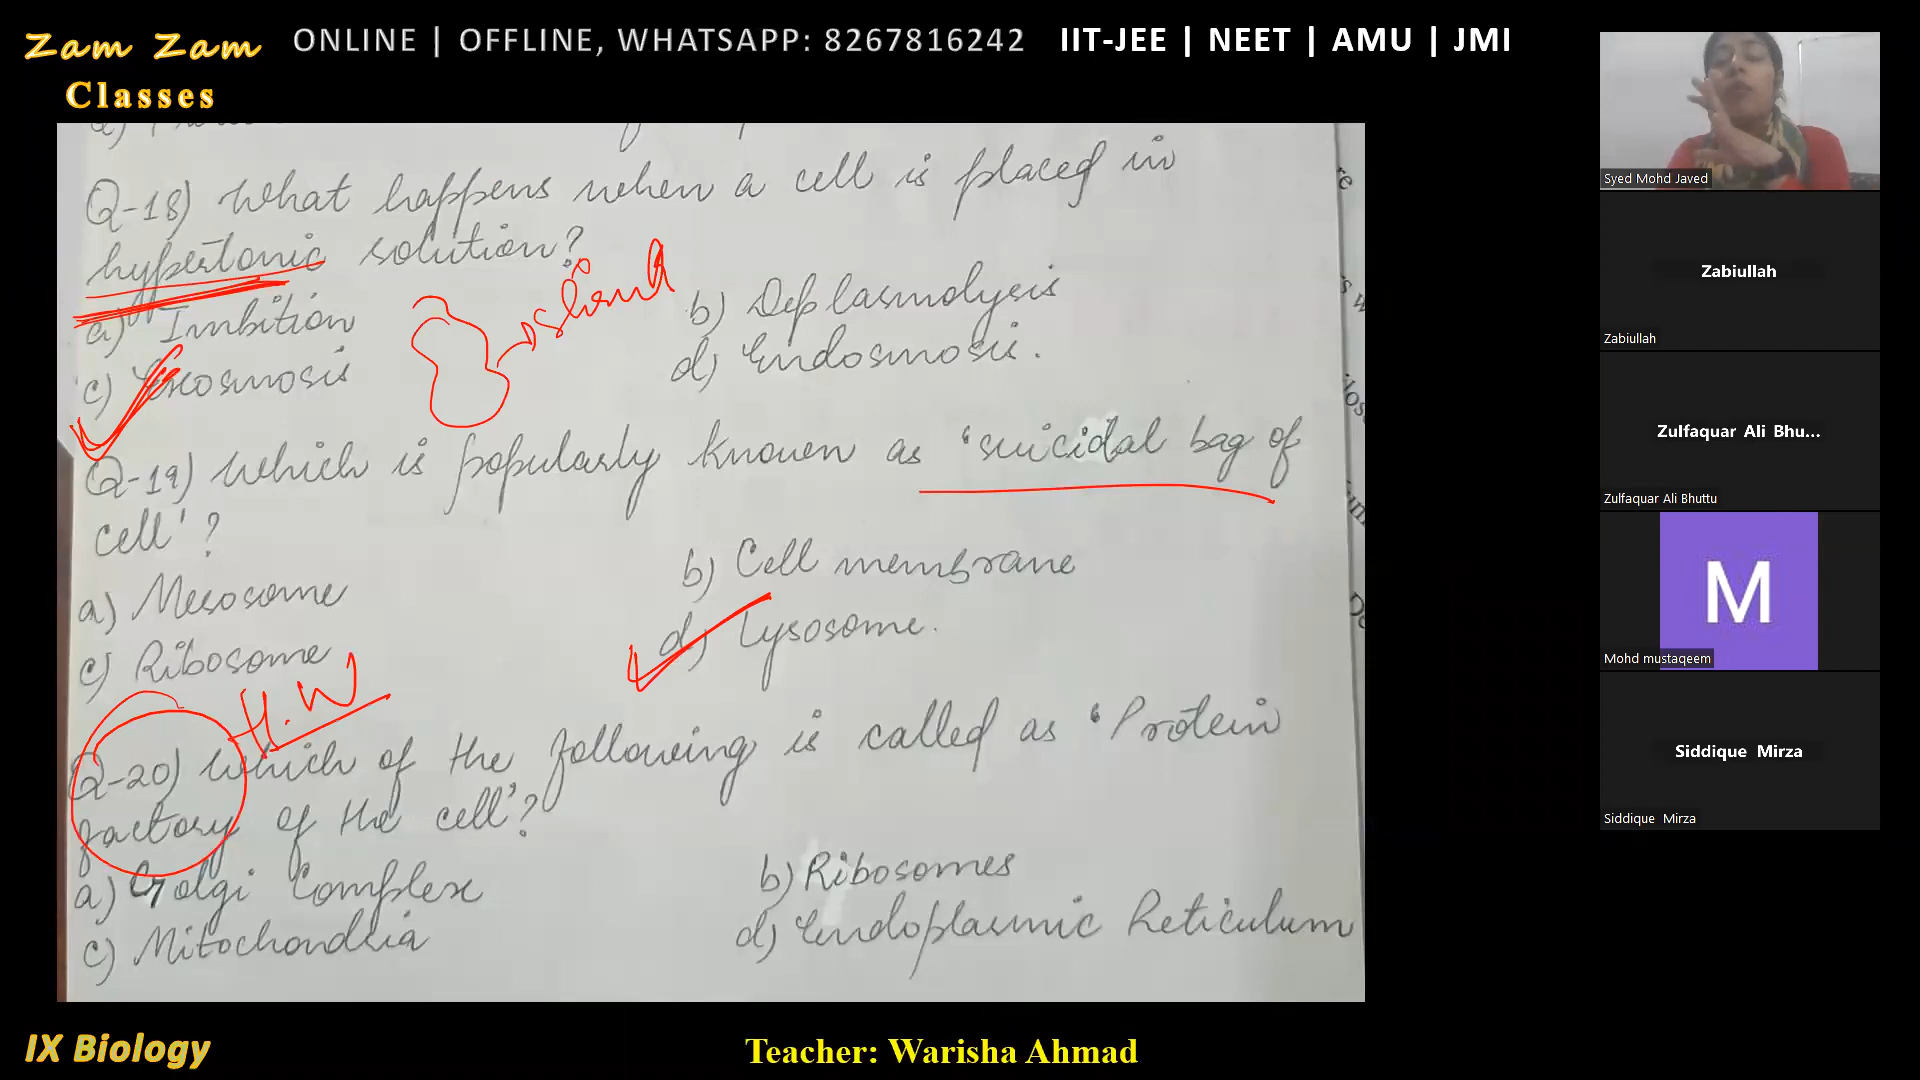 Zam Zam
Classes
ONLINE | OFFLINE, WHATSAPP: 8267816242 IIT-JEE | NEET | AMU | JMI
Q-18) What happens when a cell is placed in
hypertonic solution?
a) Imbition
b) Deplasmolysis
c) Exosmosis
d) Endosmosis.
Q-19) Which is popularly known as 'suicidal bag of
cell'?
a) Mesosome
b) Cell membrane
c) Ribosome
d) Lysosome.
H.W
Q-20) Which of the following is called as 'Protein
factory of the cell'?
a) Golgi Complex
b) Ribosomes
c) Mitochondria
d) Endoplasmic Reticulum
Syed Mohd Javed
Zabiullah
Zabiullah
Zulfaquar Ali Bhu...
Zulfaquar Ali Bhuttu
M
Mohd mustaqeem
Siddique Mirza
Siddique Mirza
IX Biology
Teacher: Warisha Ahmad